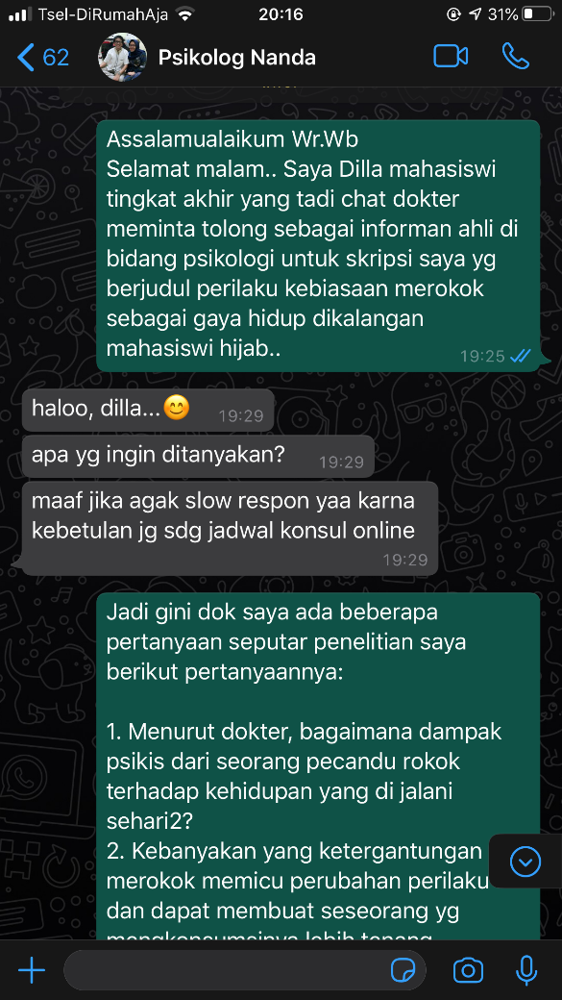 Tsel-DiRumahAja 20:16 31%
62 Psikolog Nanda
Assalamualaikum Wr.Wb
Selamat malam.. Saya Dilla mahasiswi
tingkat akhir yang tadi chat dokter
meminta tolong sebagai informan ahli di
bidang psikologi untuk skripsi saya yg
berjudul perilaku kebiasaan merokok
sebagai gaya hidup dikalangan
mahasiswi hijab..
19:25
haloo, dilla...😊 19:29
apa yg ingin ditanyakan? 19:29
maaf jika agak slow respon yaa karna
kebetulan jg sdg jadwal konsul online
19:29
Jadi gini dok saya ada beberapa
pertanyaan seputar penelitian saya
berikut pertanyaannya:
1. Menurut dokter, bagaimana dampak
psikis dari seorang pecandu rokok
terhadap kehidupan yang di jalani
sehari2?
2. Kebanyakan yang ketergantungan
merokok memicu perubahan perilaku
dan dapat membuat seseorang yg
mengkonsumsinya lebih tenang